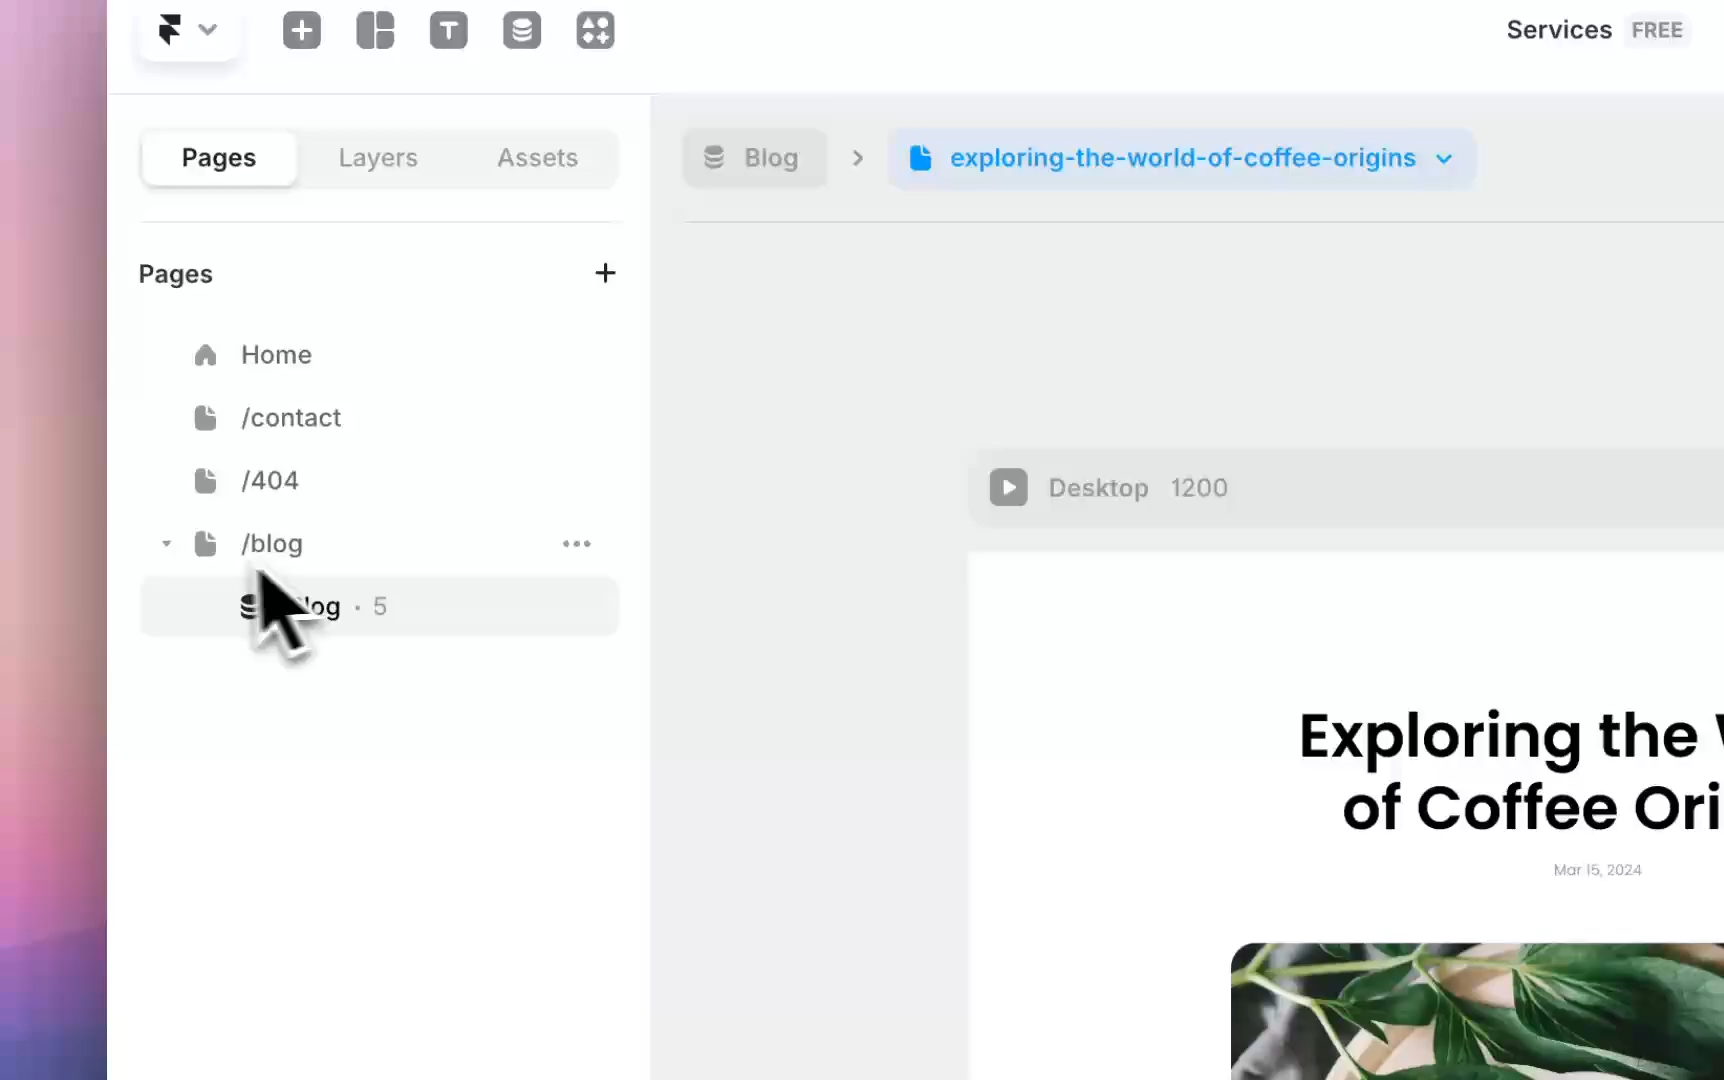 Services FREE
Pages Layers Assets
Blog exploring-the-world-of-coffee-origins
Pages
Home
/contact
/404
/blog
5
Desktop 1200
Exploring the
of Coffee Ori
Mar 15, 2024